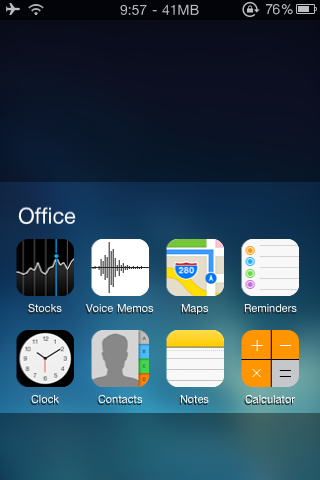 9:57 - 41MB 76%
Office
280
Stocks Voice Memos Maps Reminders
Clock Contacts Notes Calculator